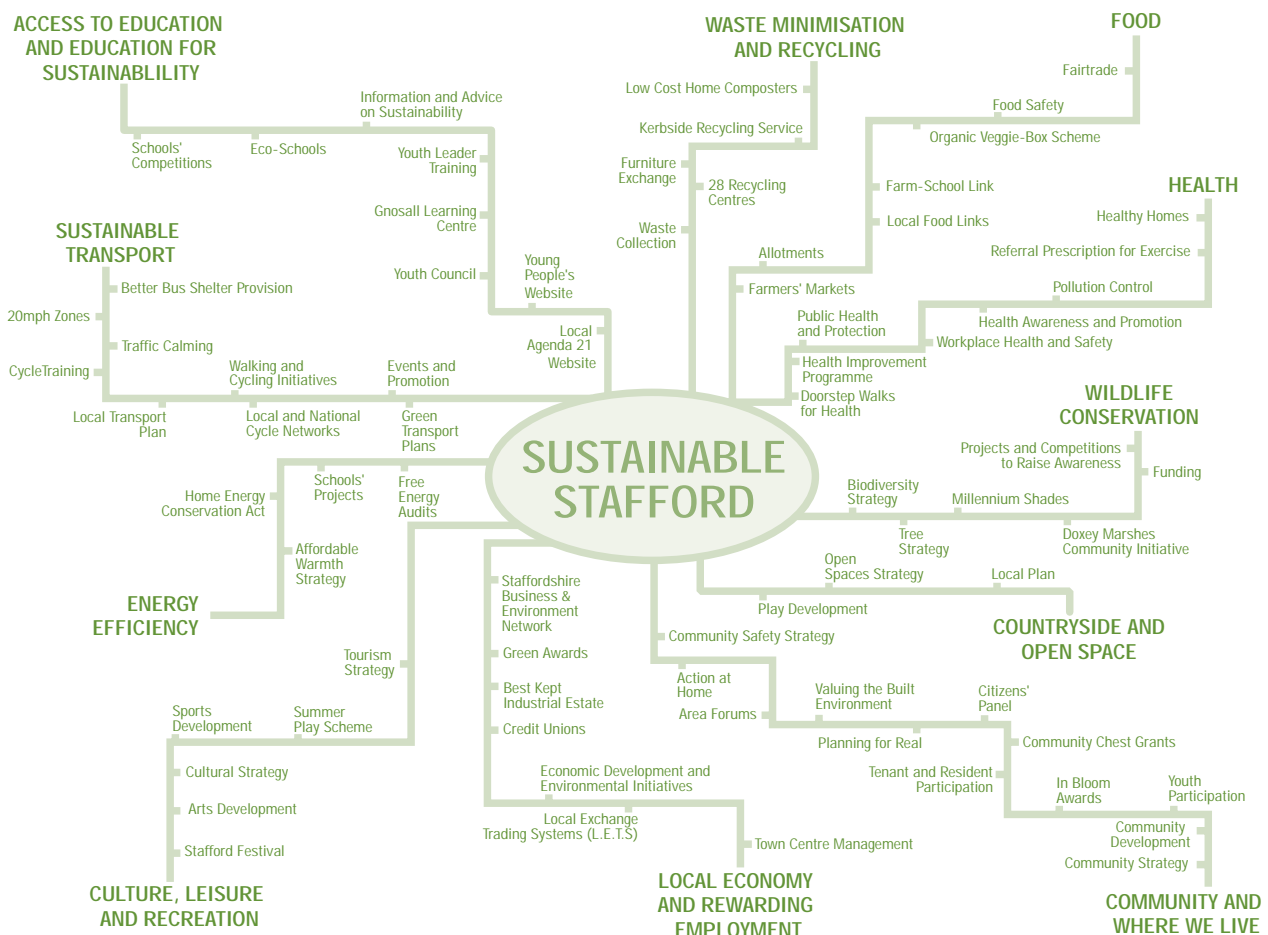 ACCESS TO EDUCATION
AND EDUCATION FOR
SUSTAINABLILITY
Information and Advice
on Sustainability
Schools'
Competitions
Eco-Schools
Youth Leader
Training
Gnosall Learning
Centre
Youth Council
Young
People's
Website
Local
Agenda 21
Website
WASTE MINIMISATION
AND RECYCLING
Low Cost Home Composters
Kerbside Recycling Service
Furniture
Exchange
28 Recycling
Centres
Waste
Collection
FOOD
Fairtrade
Food Safety
Organic Veggie-Box Scheme
Farm-School Link
Local Food Links
Allotments
Farmers' Markets
HEALTH
Healthy Homes
Referral Prescription for Exercise
Pollution Control
Health Awareness and Promotion
Workplace Health and Safety
Public Health
and Protection
Health Improvement
Programme
Doorstep Walks
for Health
SUSTAINABLE
TRANSPORT
Better Bus Shelter Provision
20mph Zones
Traffic Calming
CycleTraining
Walking and
Cycling Initiatives
Events and
Promotion
Local Transport
Plan
Local and National
Cycle Networks
Green
Transport
Plans
SUSTAINABLE
STAFFORD
WILDLIFE
CONSERVATION
Projects and Competitions
to Raise Awareness
Funding
Biodiversity
Strategy
Millennium Shades
Tree
Strategy
Doxey Marshes
Community Initiative
Schools'
Projects
Free
Energy
Audits
Home Energy
Conservation Act
Affordable
Warmth
Strategy
ENERGY
EFFICIENCY
Open
Spaces Strategy
Local Plan
Play Development
COUNTRYSIDE AND
OPEN SPACE
Tourism
Strategy
Sports
Development
Summer
Play Scheme
Cultural Strategy
Arts Development
Stafford Festival
CULTURE, LEISURE
AND RECREATION
Staffordshire
Business &
Environment
Network
Green Awards
Best Kept
Industrial Estate
Credit Unions
Economic Development and
Environmental Initiatives
Local Exchange
Trading Systems (L.E.T.S)
Town Centre Management
LOCAL ECONOMY
AND REWARDING
EMPLOYMENT
Community Safety Strategy
Action at
Home
Area Forums
Valuing the Built
Environment
Citizens'
Panel
Planning for Real
Community Chest Grants
Tenant and Resident
Participation
In Bloom
Awards
Youth
Participation
Community
Development
Community Strategy
COMMUNITY AND
WHERE WE LIVE